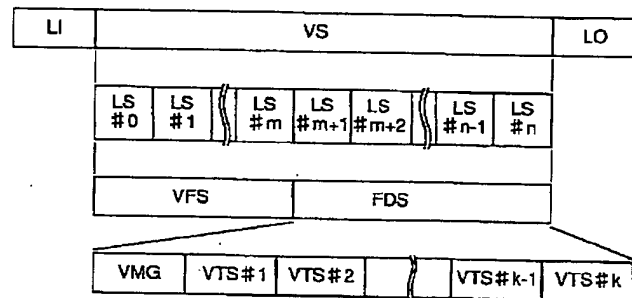 LI VS LO
LS #0 LS #1 LS #m LS #m+1 LS #m+2 LS #n-1 LS #n
VFS FDS
VMG VTS#1 VTS#2 VTS#k-1 VTS#k